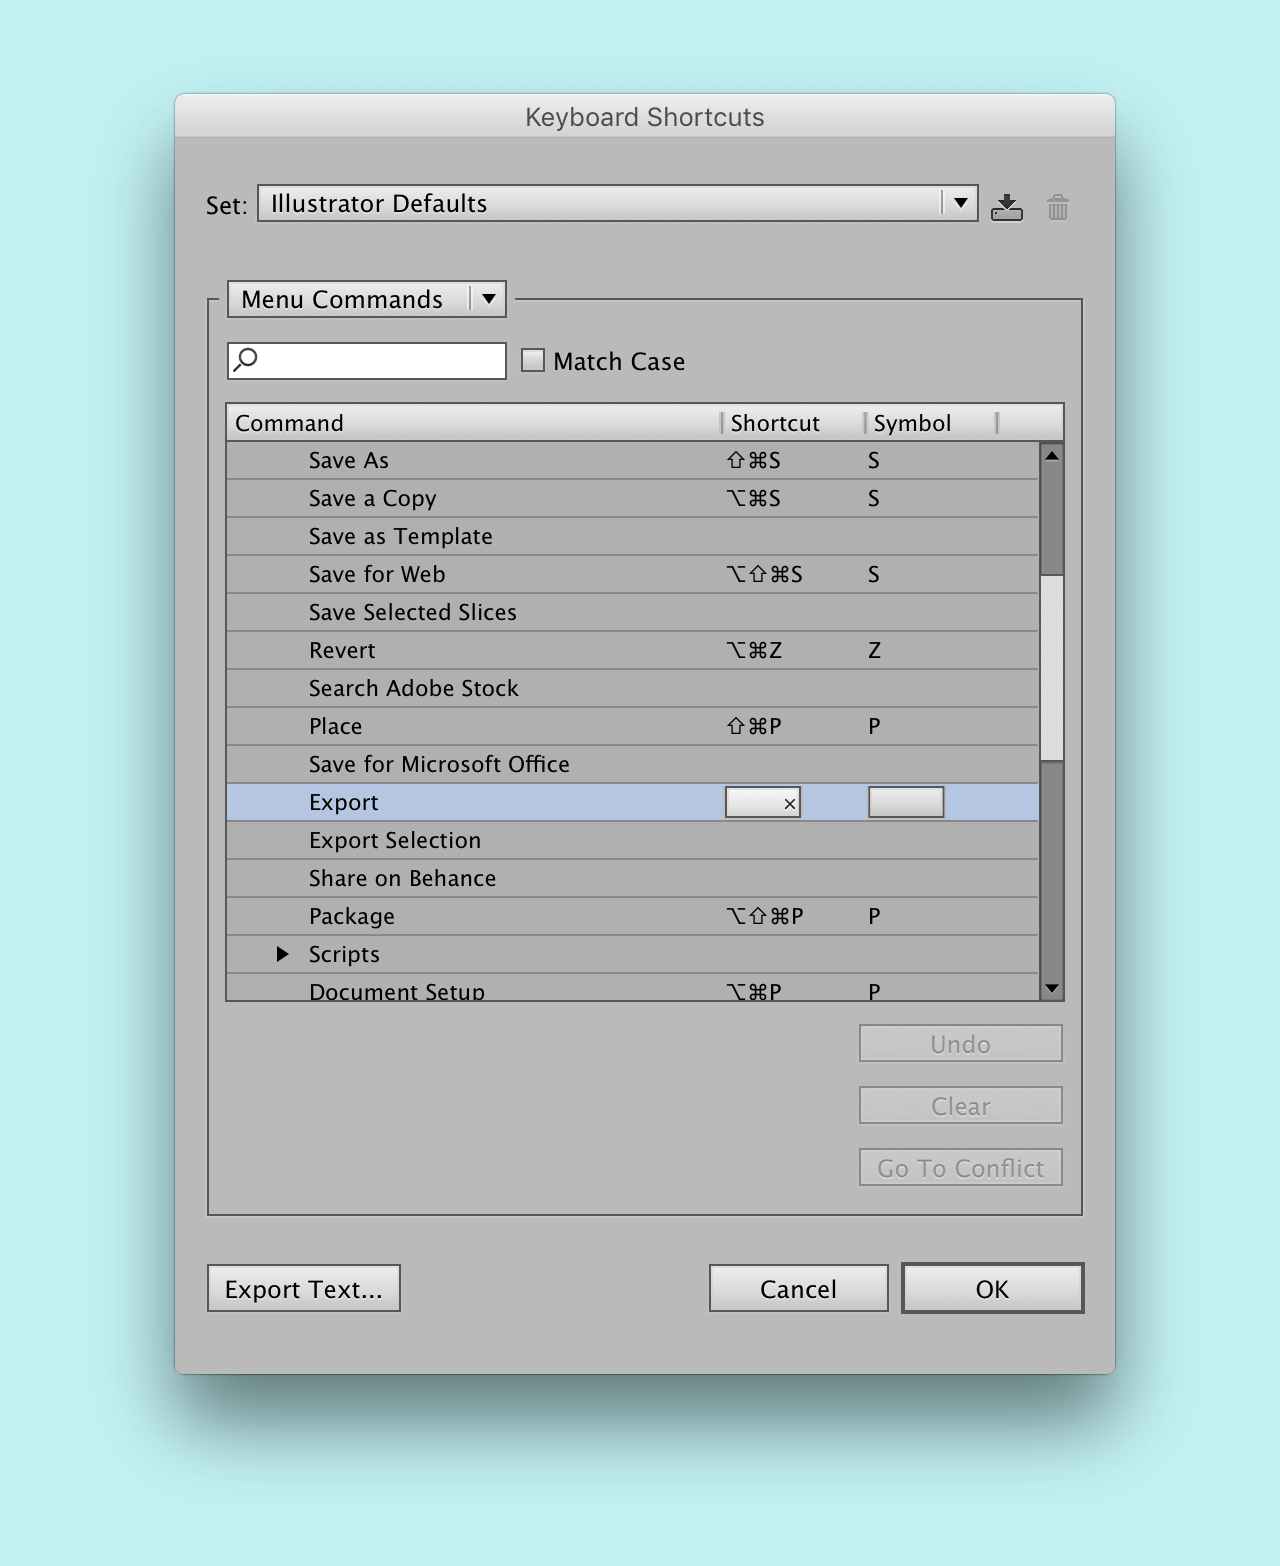 Keyboard Shortcuts
Set: Illustrator Defaults
Menu Commands
Match Case
Command Shortcut Symbol
Save As ⇧⌘S S
Save a Copy ⌥⌘S S
Save as Template
Save for Web ⌥⇧⌘S S
Save Selected Slices
Revert ⌥⌘Z Z
Search Adobe Stock
Place ⇧⌘P P
Save for Microsoft Office
Export ×
Export Selection
Share on Behance
Package ⌥⇧⌘P P
Scripts
Document Setup ⌥⌘P P
Undo
Clear
Go To Conflict
Export Text... Cancel OK